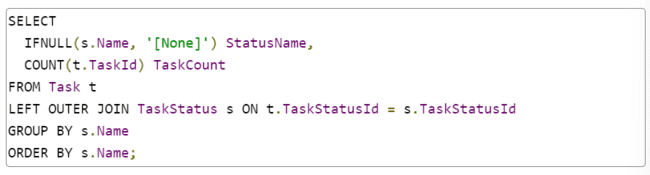 SELECT
IFNULL(s.Name, '[None]') StatusName,
COUNT(t.TaskId) TaskCount
FROM Task t
LEFT OUTER JOIN TaskStatus s ON t.TaskStatusId = s.TaskStatusId
GROUP BY s.Name
ORDER BY s.Name;